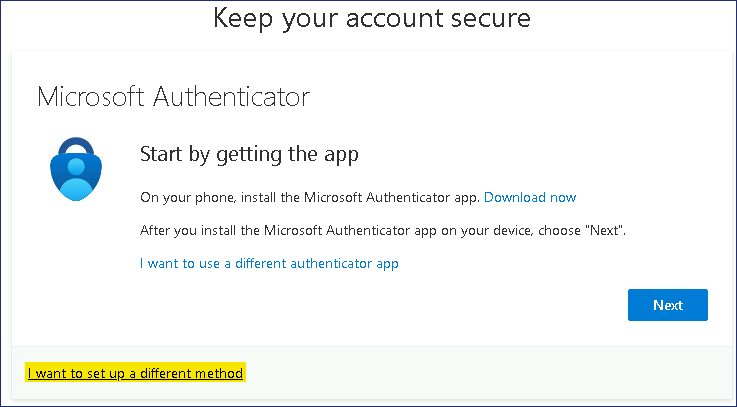 Keep your account secure
Microsoft Authenticator
Start by getting the app
On your phone, install the Microsoft Authenticator app. Download now
After you install the Microsoft Authenticator app on your device, choose "Next".
I want to use a different authenticator app
Next
I want to set up a different method